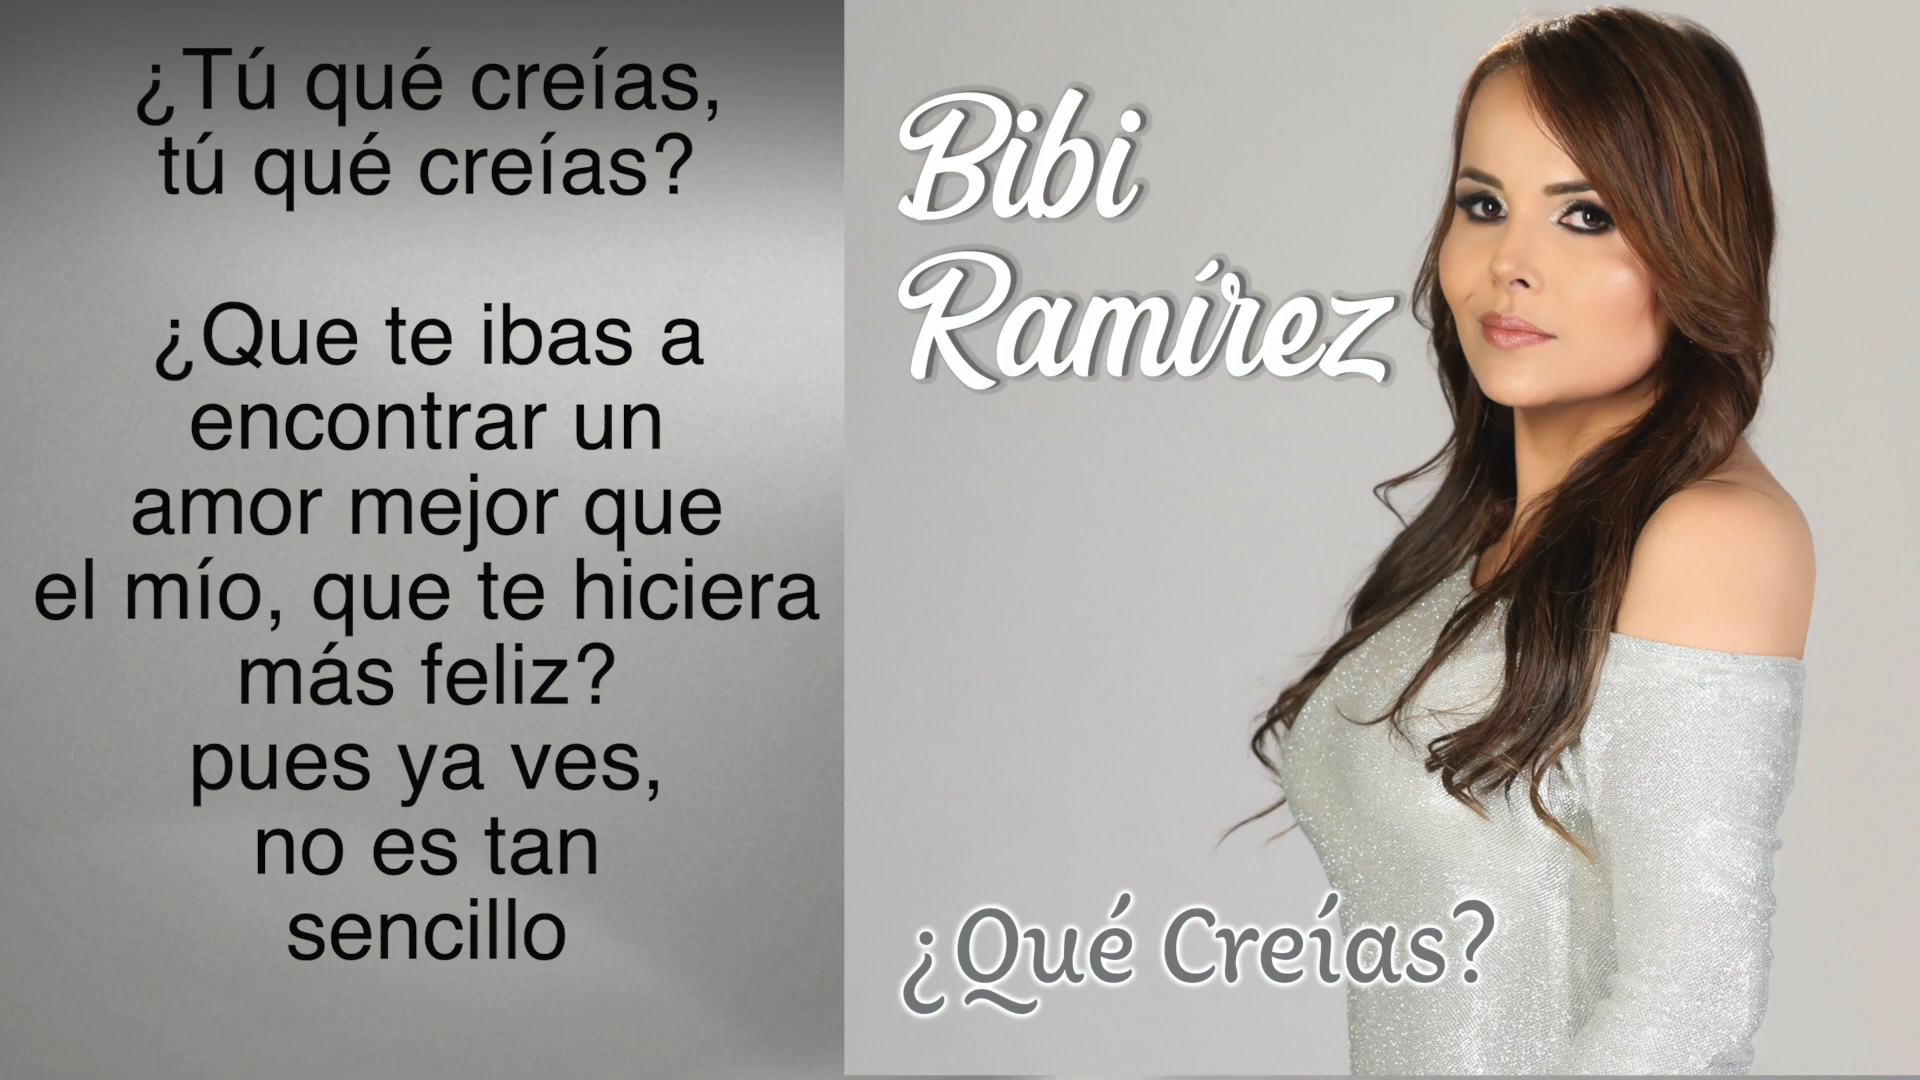 ¿Tú qué creías,
tú qué creías?
¿Que te ibas a
encontrar un
amor mejor que
el mío, que te hiciera
más feliz?
pues ya ves,
no es tan
sencillo
Bibi
Ramírez
¿Qué Creías?